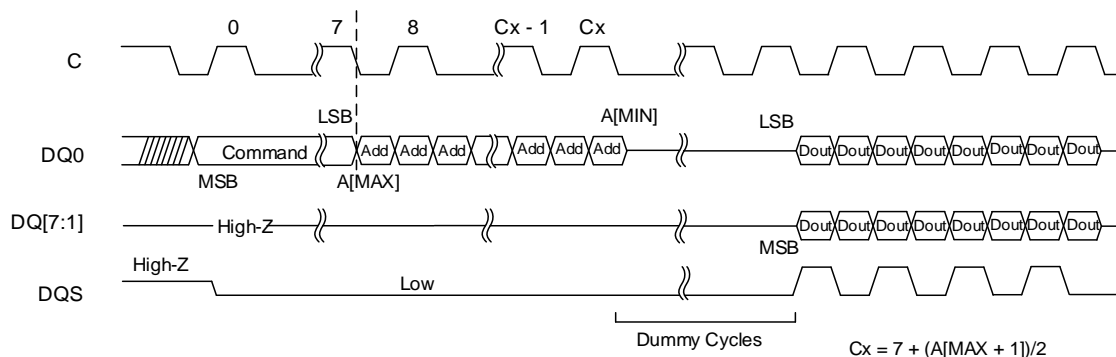 0 7 8 Cx - 1 Cx
C
LSB A[MIN] LSB
DQ0 Command Add Add Add Add Add Add Dout Dout Dout Dout Dout Dout Dout Dout
MSB A[MAX]
DQ[7:1] High-Z Dout Dout Dout Dout Dout Dout Dout Dout
MSB
High-Z
DQS Low
Dummy Cycles
Cx = 7 + (A[MAX + 1])/2